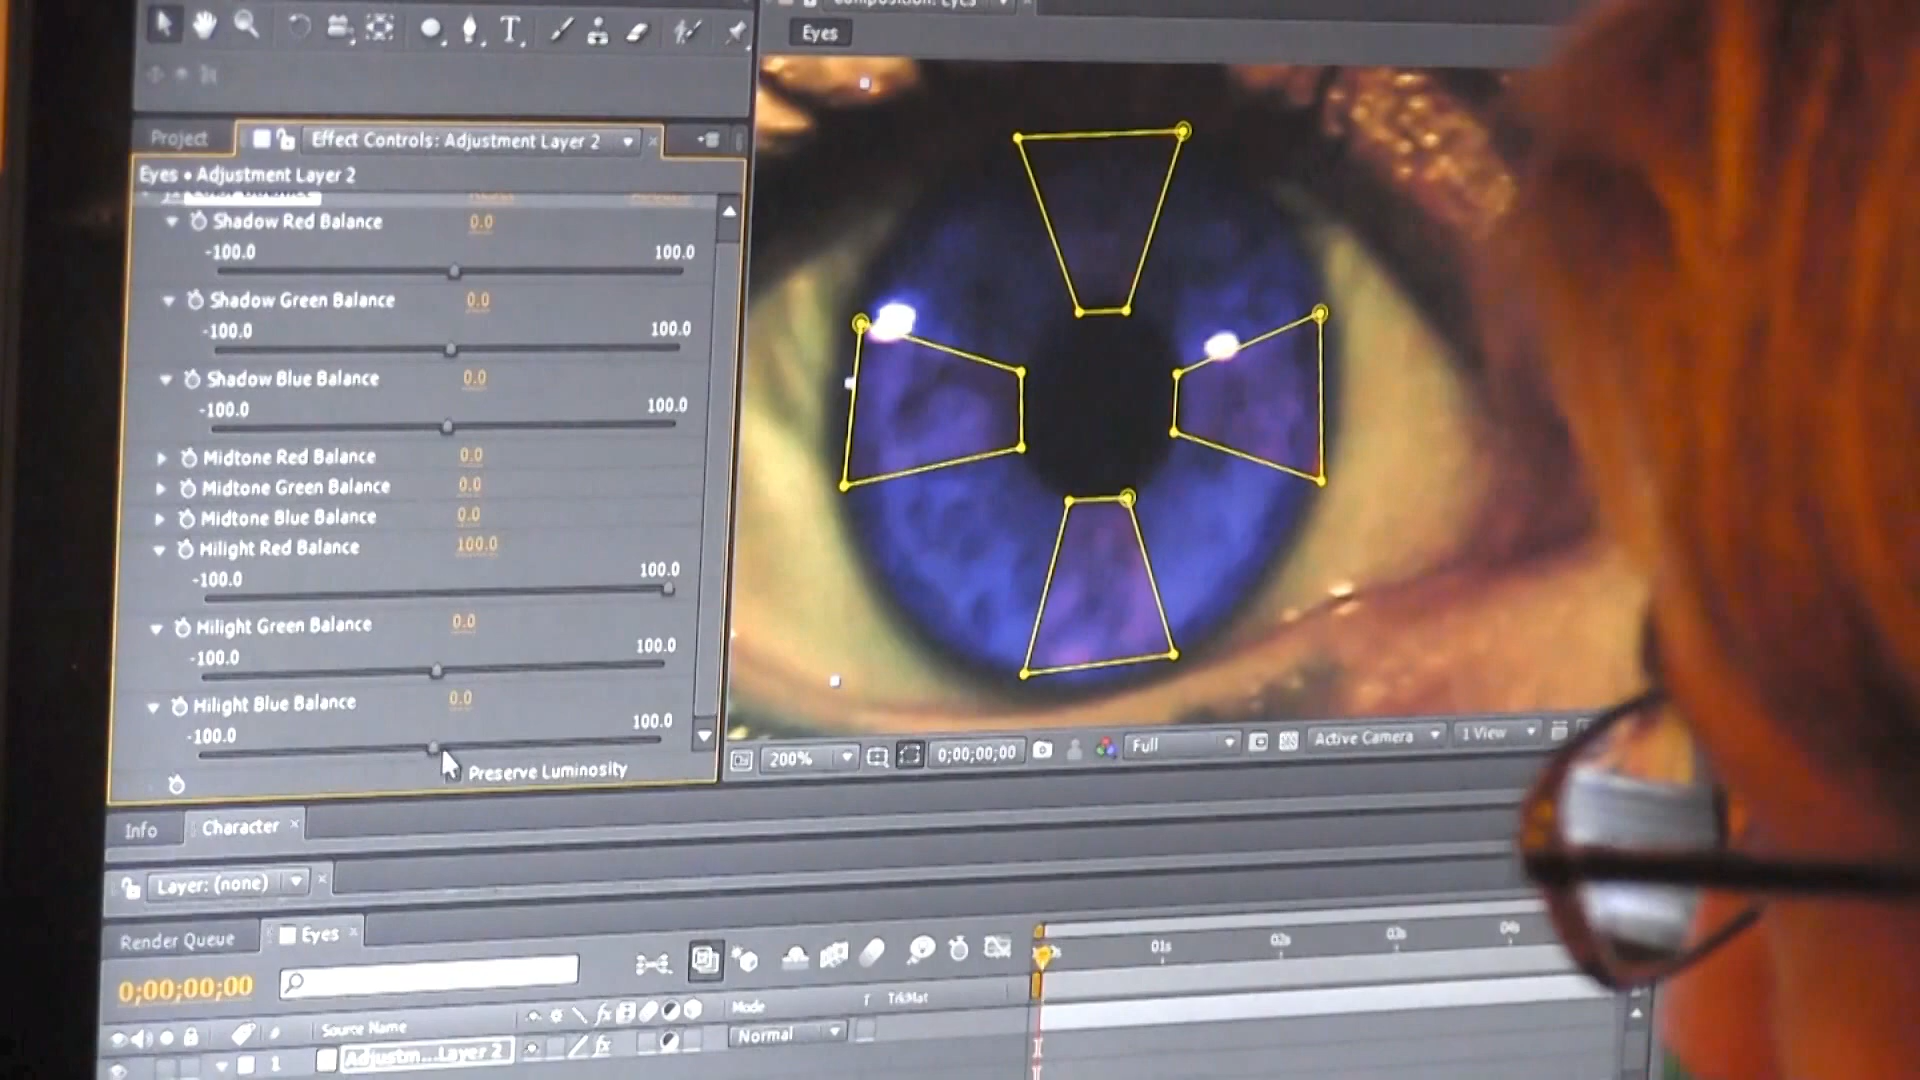 Composition: Eyes
Eyes
Project
Effect Controls: Adjustment Layer 2
Eyes • Adjustment Layer 2
Shadow Red Balance 0.0
-100.0 100.0
Shadow Green Balance 0.0
-100.0 100.0
Shadow Blue Balance 0.0
-100.0 100.0
Midtone Red Balance 0.0
Midtone Green Balance 0.0
Midtone Blue Balance 0.0
Hilight Red Balance 100.0
-100.0 100.0
Hilight Green Balance 0.0
-100.0 100.0
Hilight Blue Balance 0.0
-100.0 100.0
Preserve Luminosity
200% 0;00;00;00 Full Active Camera 1 View
Info Character
Layer: (none)
Render Queue Eyes
0;00;00;00
01s 02s 03s 04s
# Source Name Mode T TrkMat
1 Adjustm...Layer 2 Normal